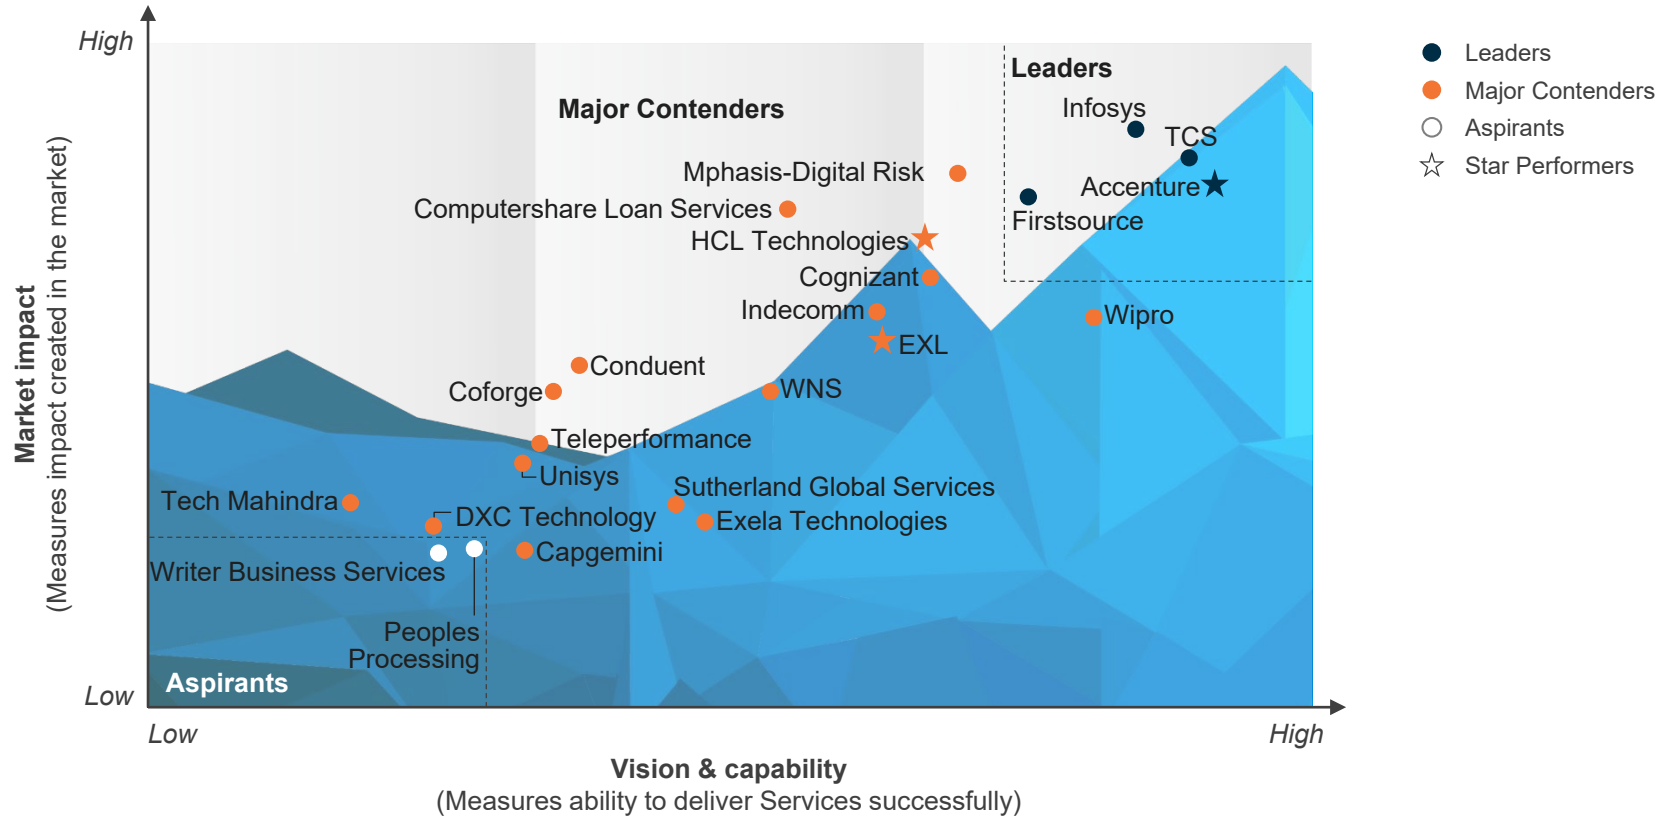 High
Leaders
Leaders
Major Contenders
Major Contenders
Infosys
Aspirants
TCS
Star Performers
Mphasis-Digital Risk
Accenture
Computershare Loan Services
Firstsource
HCL Technologies
Cognizant
Indecomm
Wipro
EXL
Conduent
Coforge
WNS
Teleperformance
Unisys
Sutherland Global Services
Tech Mahindra
DXC Technology
Exela Technologies
Capgemini
Writer Business Services
Peoples
Processing
Aspirants
Market impact
(Measures impact created in the market)
Low
Low
High
Vision & capability
(Measures ability to deliver Services successfully)